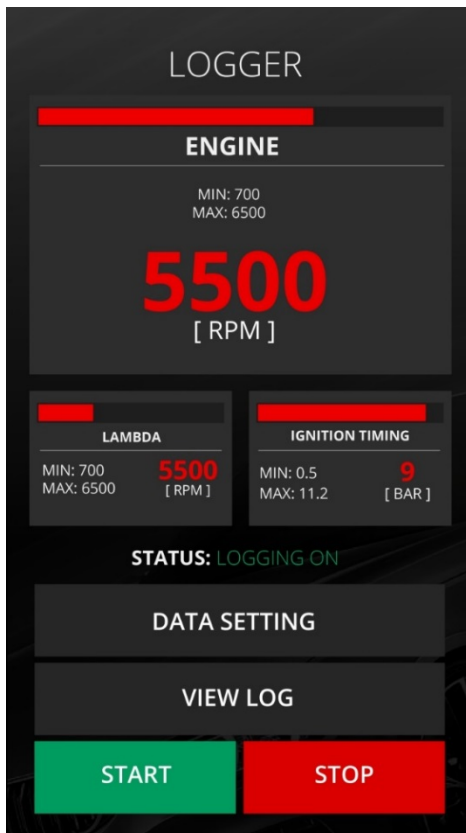 LOGGER
ENGINE
MIN: 700
MAX: 6500
5500
[ RPM ]
LAMBDA
MIN: 700
MAX: 6500
5500
[ RPM ]
IGNITION TIMING
MIN: 0.5
MAX: 11.2
9
[ BAR ]
STATUS: LOGGING ON
DATA SETTING
VIEW LOG
START
STOP